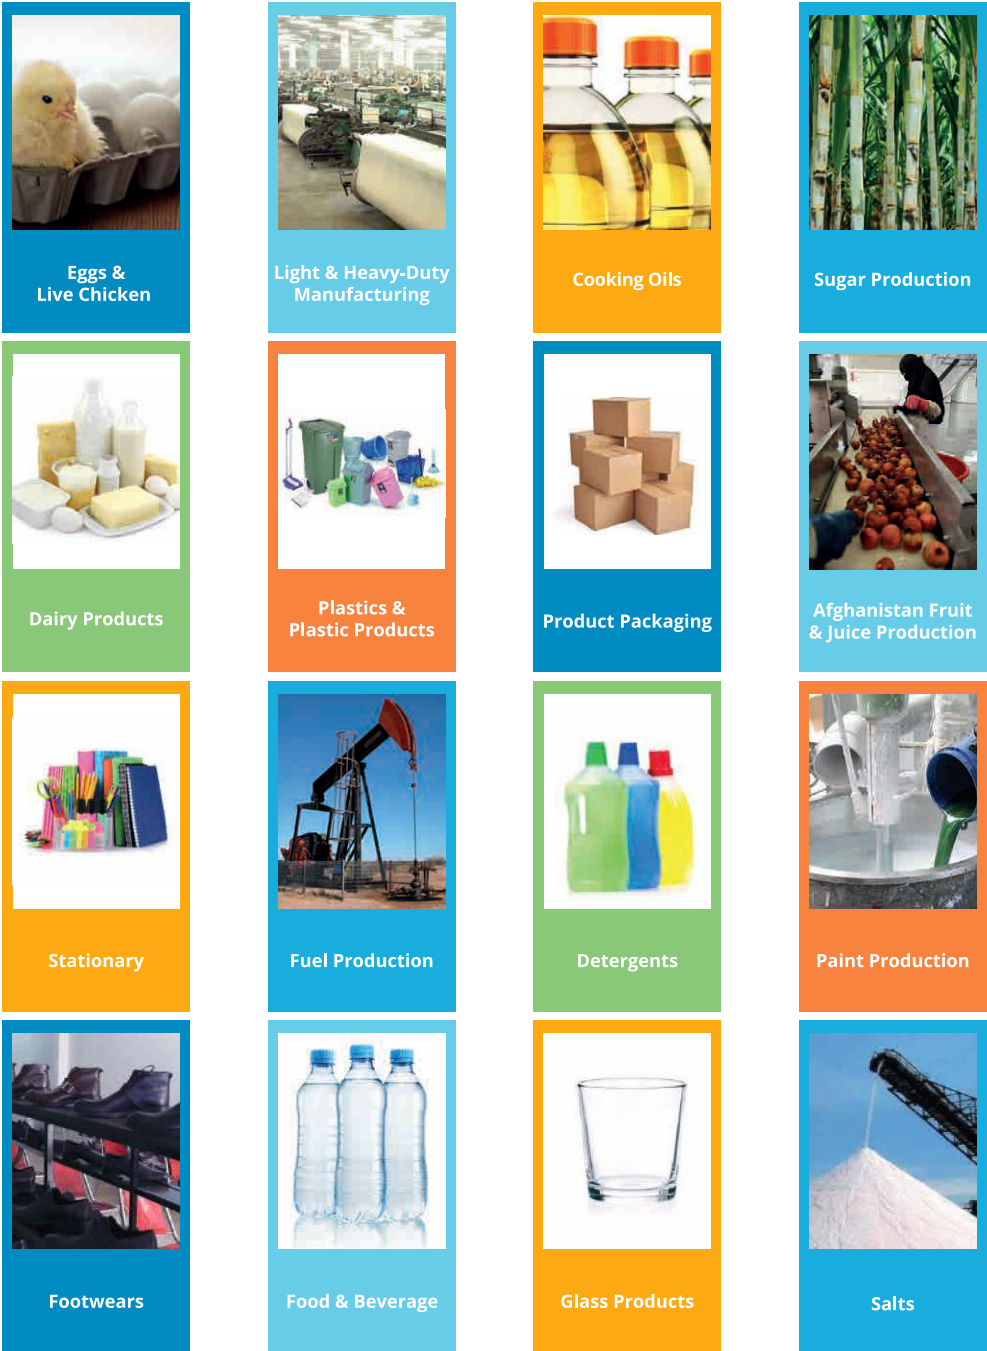 Eggs &
Live Chicken
Light & Heavy-Duty
Manufacturing
Cooking Oils
Sugar Production
Dairy Products
Plastics &
Plastic Products
Product Packaging
Afghanistan Fruit
& Juice Production
Stationary
Fuel Production
Detergents
Paint Production
Footwears
Food & Beverage
Glass Products
Salts